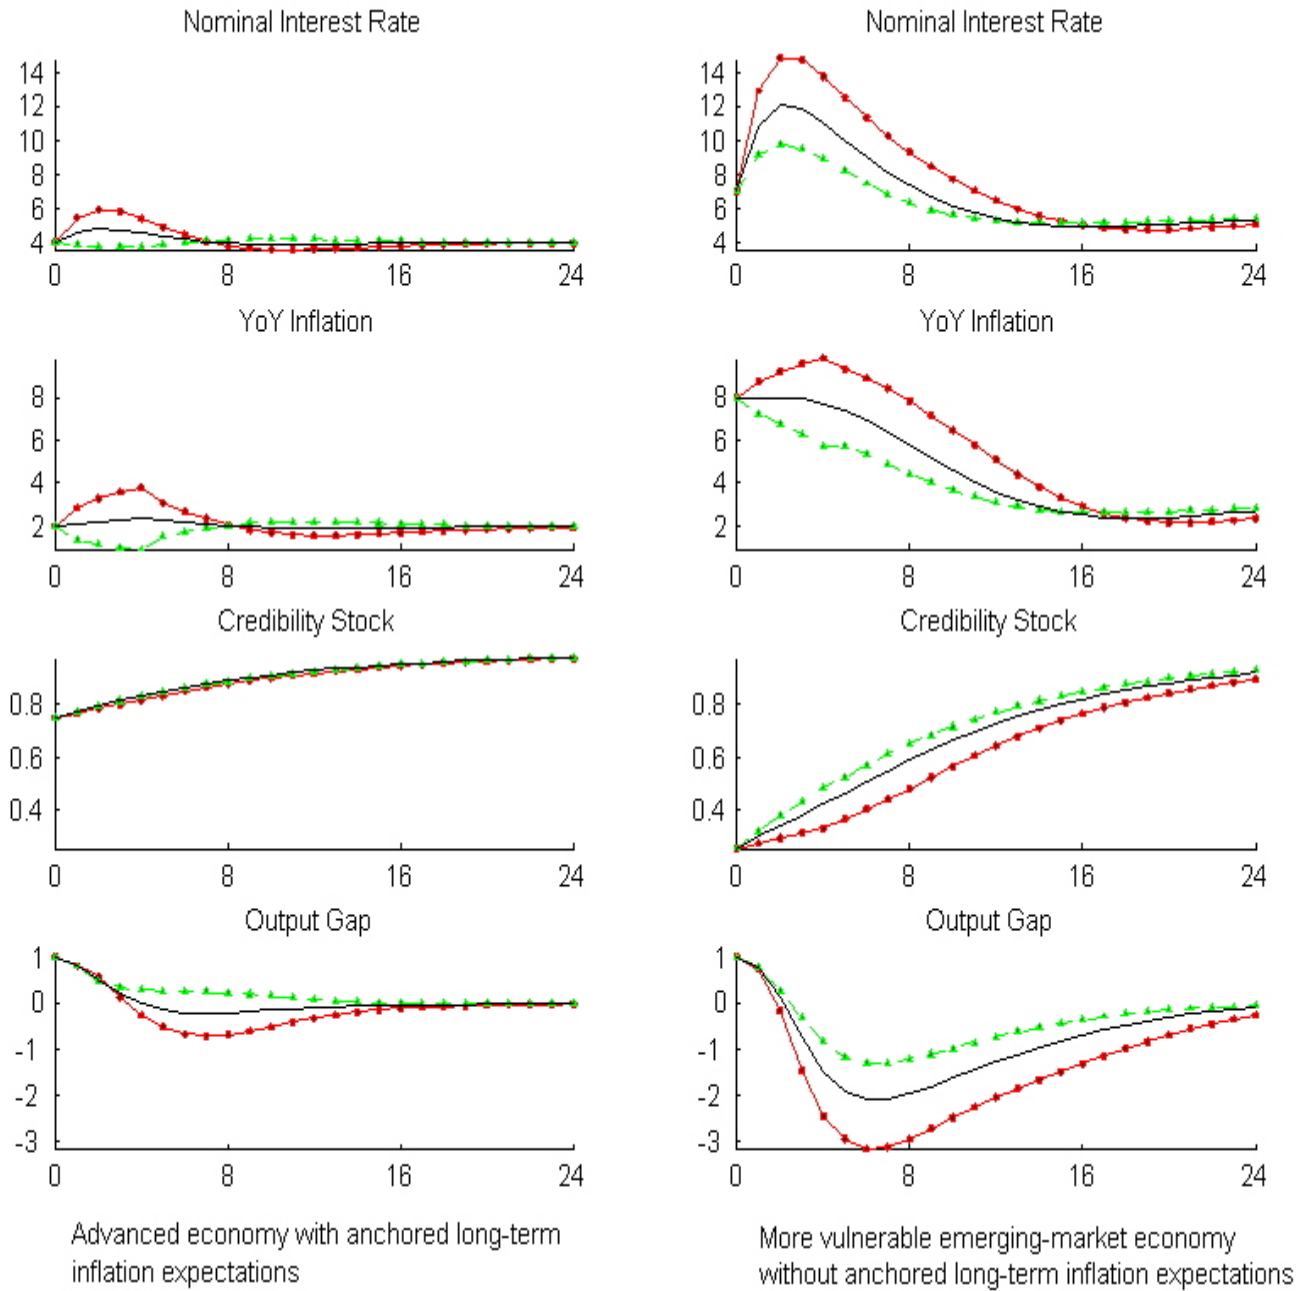 Nominal Interest Rate
14
12
10
8
6
4
0 8 16 24
YoY Inflation
8
6
4
2
0 8 16 24
Credibility Stock
0.8
0.6
0.4
0 8 16 24
Output Gap
1
0
-1
-2
-3
0 8 16 24
Advanced economy with anchored long-term
inflation expectations
Nominal Interest Rate
14
12
10
8
6
4
0 8 16 24
YoY Inflation
8
6
4
2
0 8 16 24
Credibility Stock
0.8
0.6
0.4
0 8 16 24
Output Gap
1
0
-1
-2
-3
0 8 16 24
More vulnerable emerging-market economy
without anchored long-term inflation expectations